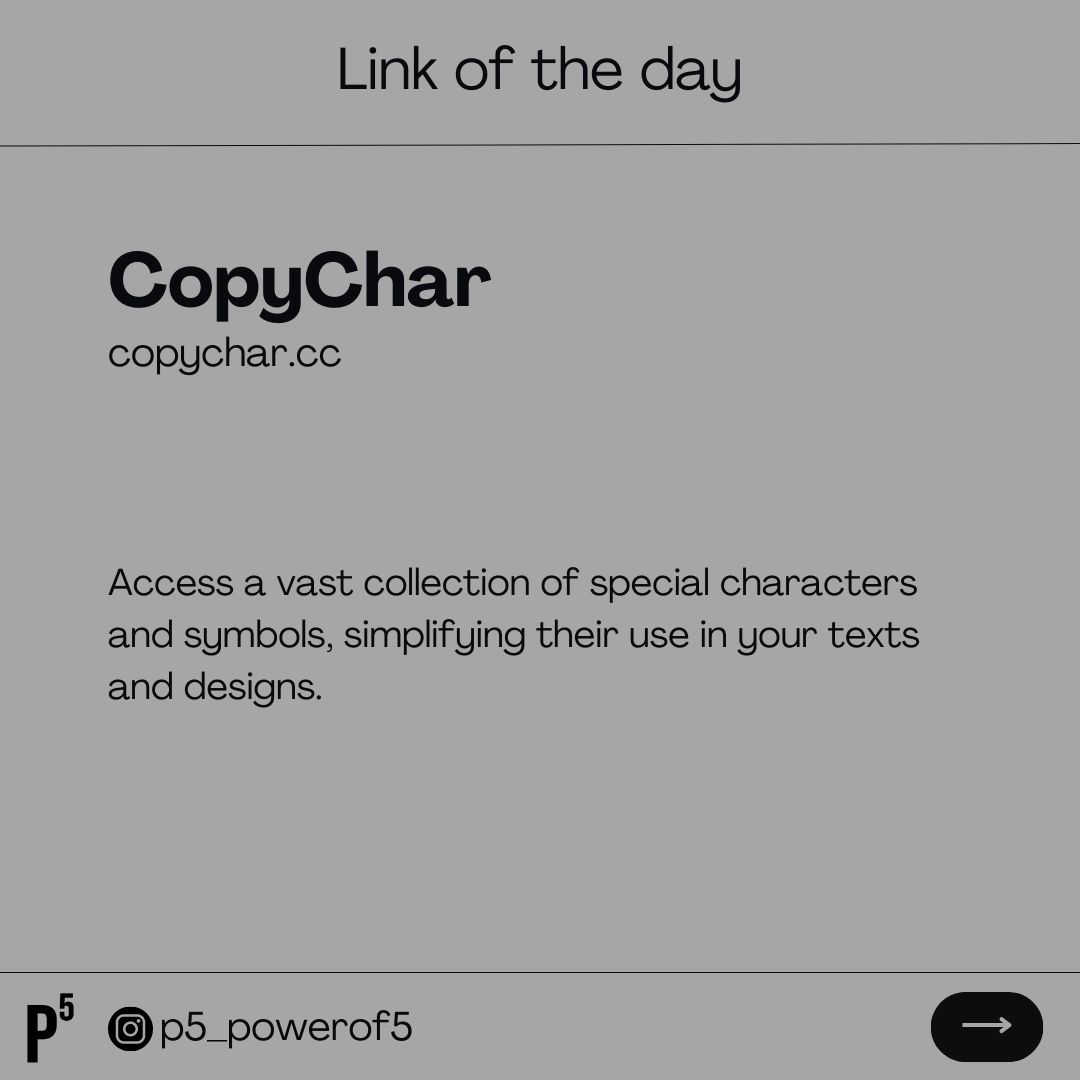 Link of the day
CopyChar
copychar.cc
Access a vast collection of special characters
and symbols, simplifying their use in your texts
and designs.
P⁵ p5_powerof5